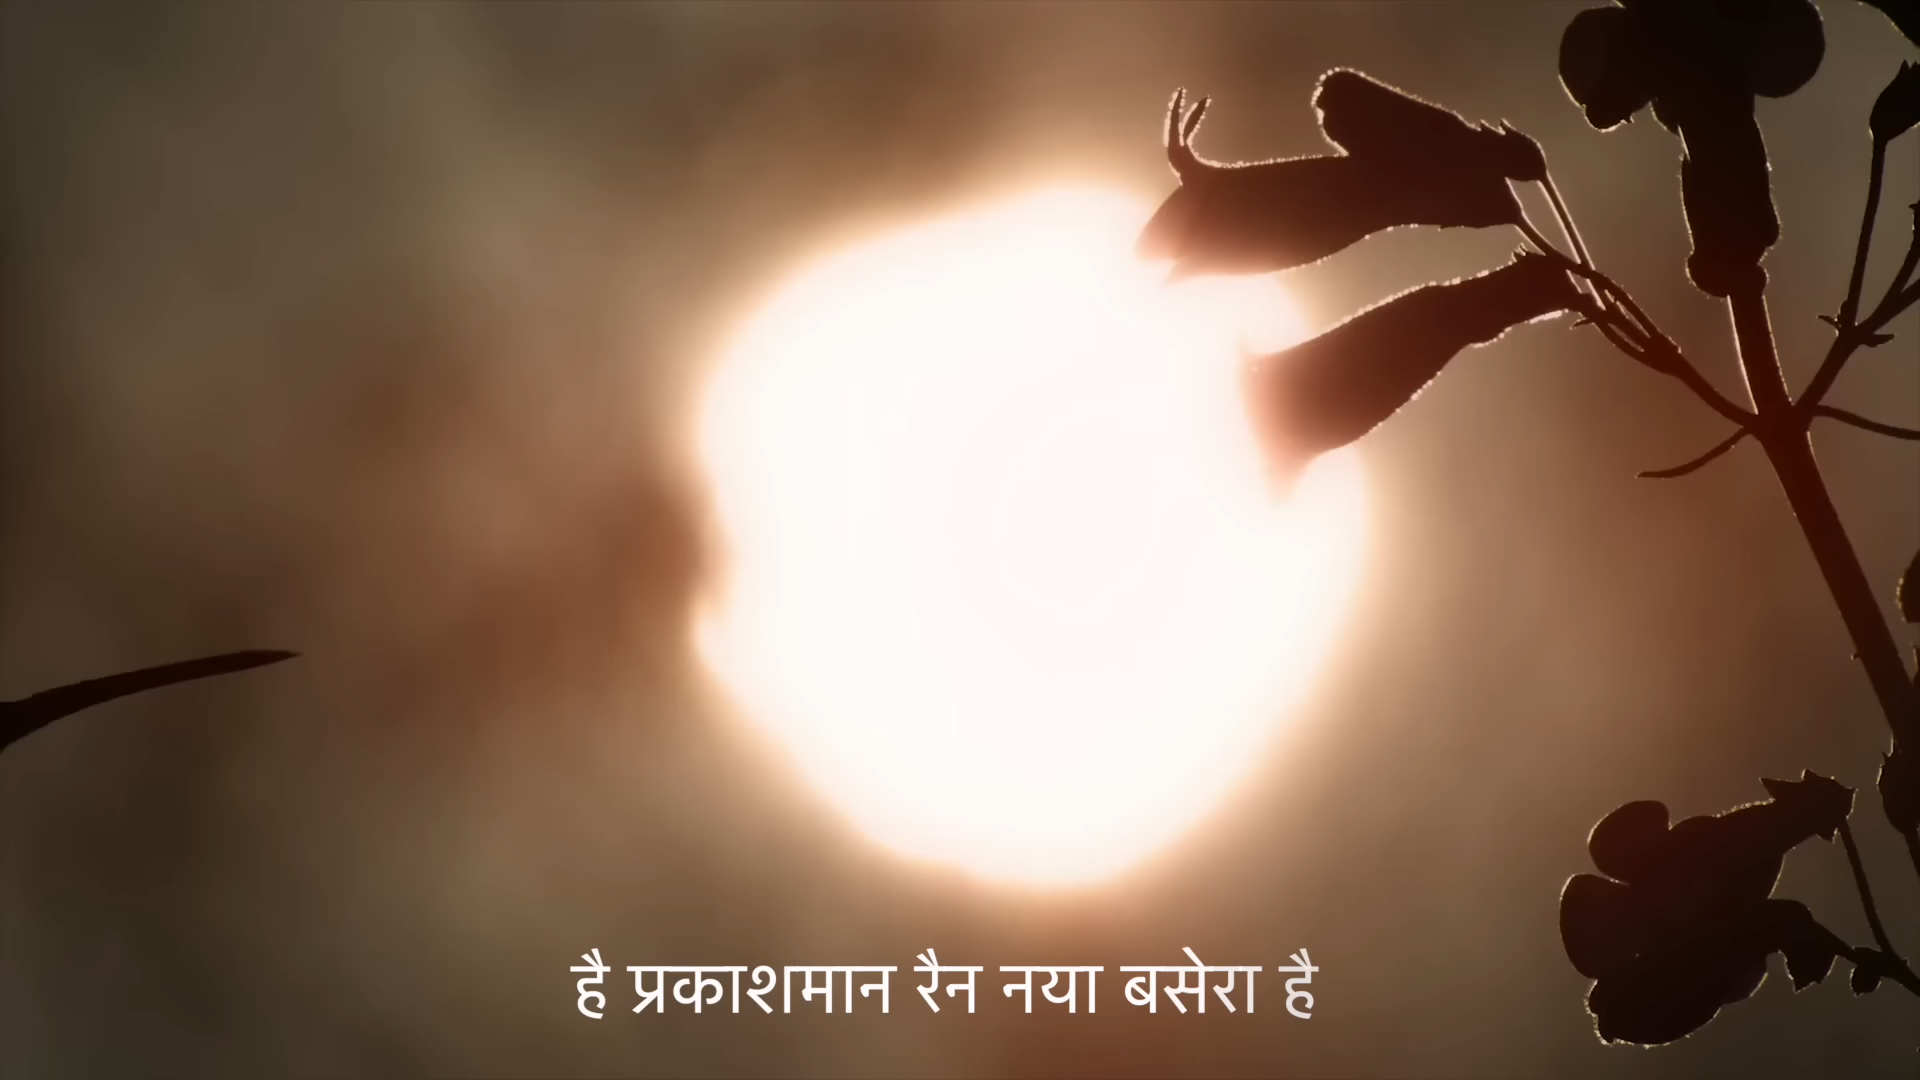 है प्रकाशमान रैन नया बसेरा है